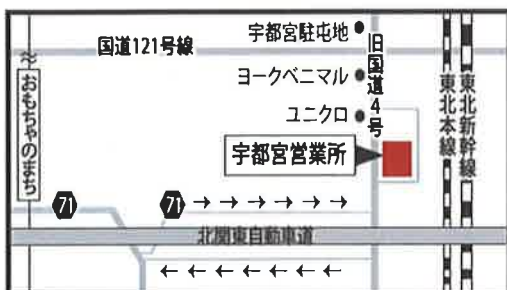 宇都宮駐屯地
国道121号線
旧国道4号
ヨークベニマル
ユニクロ
おもちゃのまち
宇都宮営業所
東北本線
東北新幹線
71
71
→→→→→→→
北関東自動車道
←←←←←←←